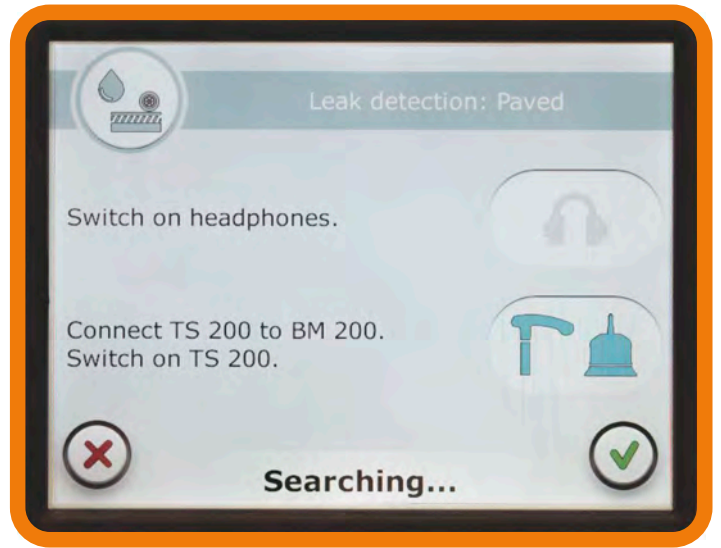 Leak detection: Paved
Switch on headphones.
Connect TS 200 to BM 200.
Switch on TS 200.
Searching...